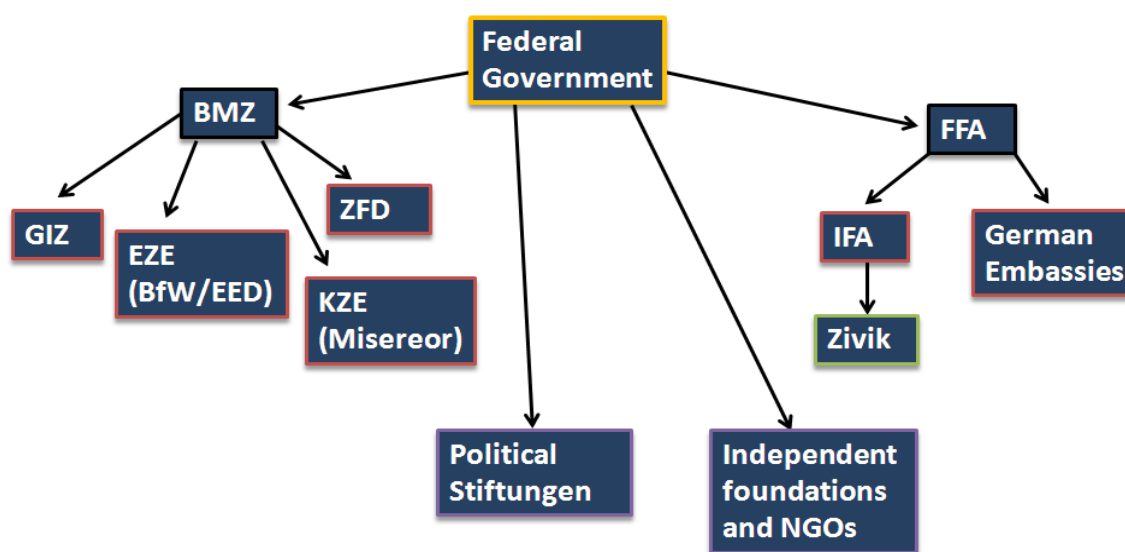 Federal
Government
BMZ
FFA
GIZ
EZE
(BfW/EED)
KZE
(Misereor)
ZFD
IFA
German
Embassies
Zivik
Political
Stiftungen
Independent
foundations
and NGOs